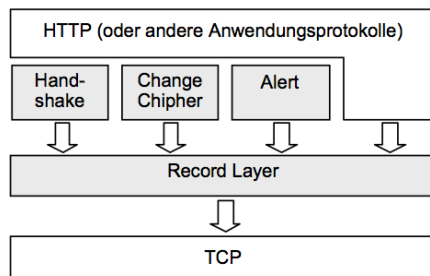 HTTP (oder andere Anwendungsprotokolle)
Hand-
shake
Change
Chipher
Alert
Record Layer
TCP